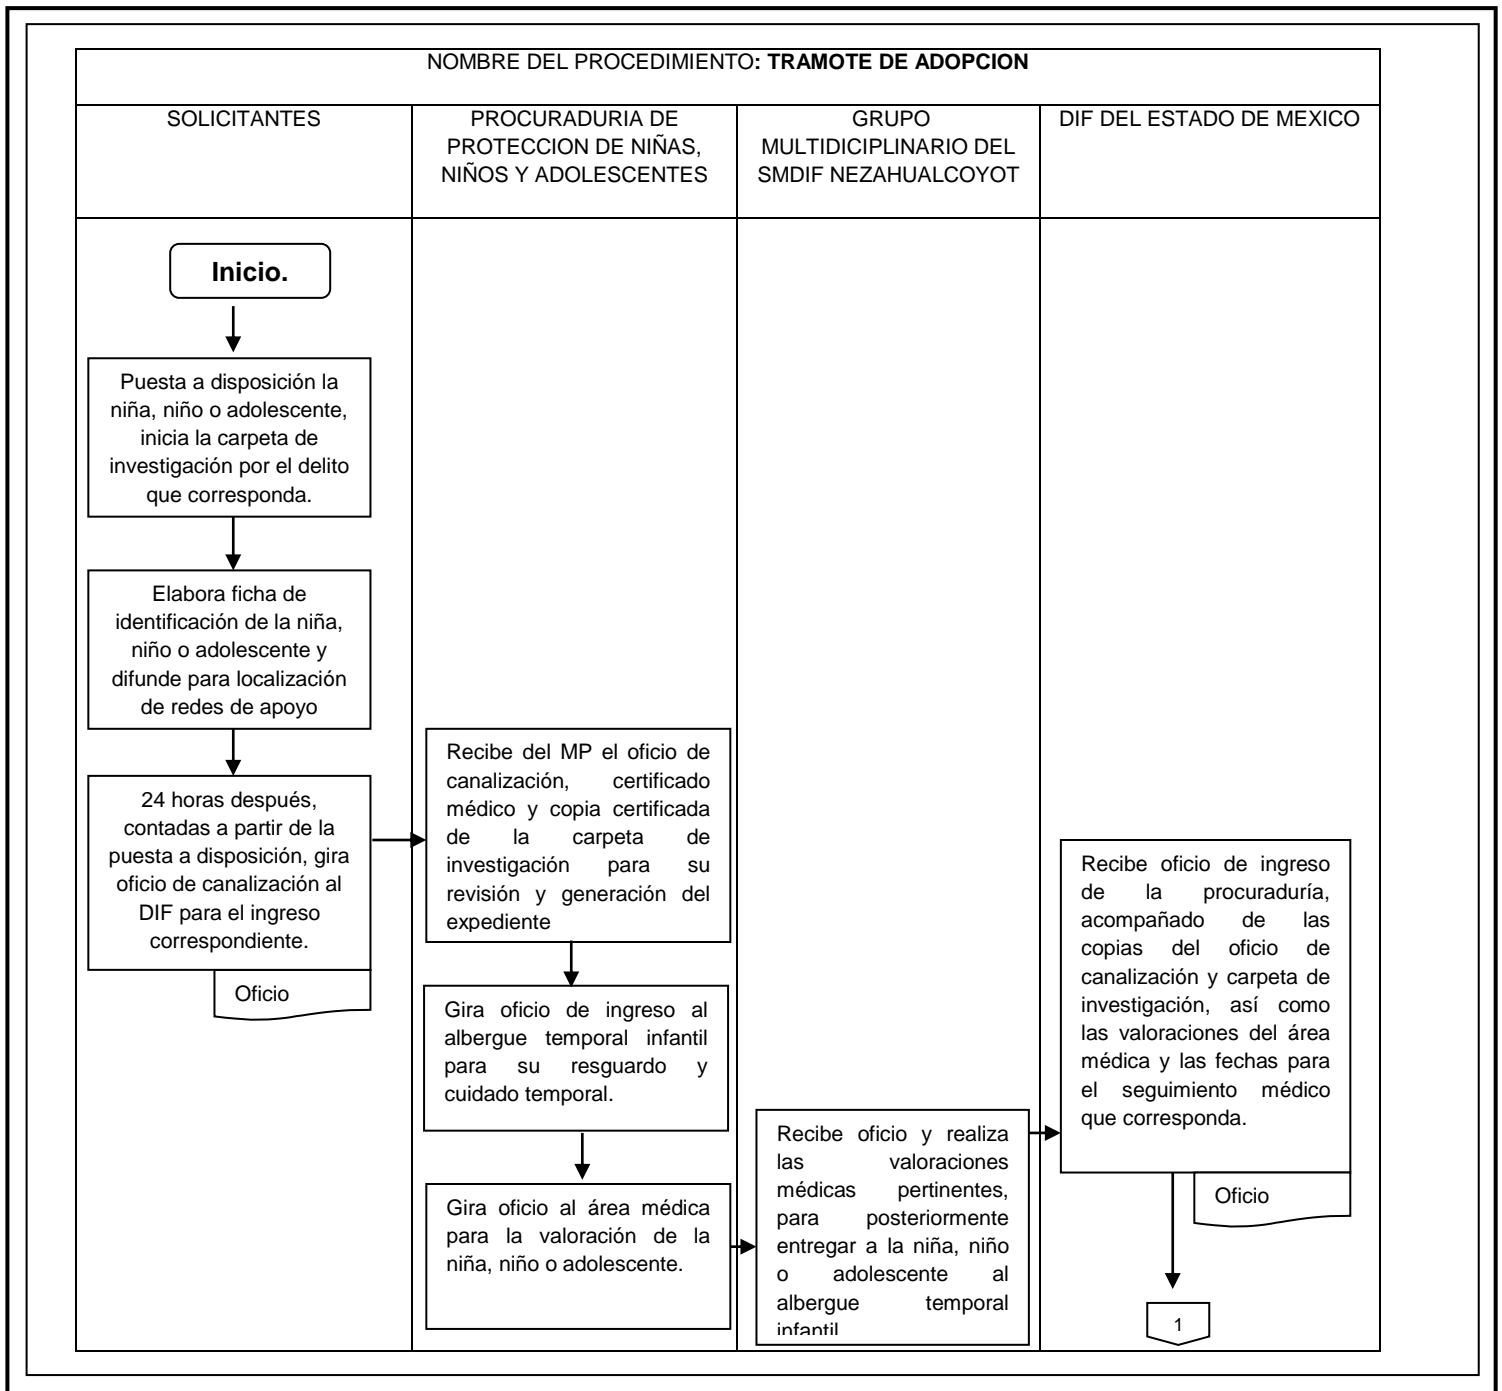 NOMBRE DEL PROCEDIMIENTO: TRAMOTE DE ADOPCION
SOLICITANTES
PROCURADURIA DE
PROTECCION DE NIÑAS,
NIÑOS Y ADOLESCENTES
GRUPO
MULTIDICIPLINARIO DEL
SMDIF NEZAHUALCOYOT
DIF DEL ESTADO DE MEXICO
Inicio.
Puesta a disposición la
niña, niño o adolescente,
inicia la carpeta de
investigación por el delito
que corresponda.
Elabora ficha de
identificación de la niña,
niño o adolescente y
difunde para localización
de redes de apoyo
24 horas después,
contadas a partir de la
puesta a disposición, gira
oficio de canalización al
DIF para el ingreso
correspondiente.
Oficio
Recibe del MP el oficio de
canalización, certificado
médico y copia certificada
de la carpeta de
investigación para su
revisión y generación del
expediente
Gira oficio de ingreso al
albergue temporal infantil
para su resguardo y
cuidado temporal.
Gira oficio al área médica
para la valoración de la
niña, niño o adolescente.
Recibe oficio y realiza
las valoraciones
médicas pertinentes,
para posteriormente
entregar a la niña, niño
o adolescente al
albergue temporal
infantil
Recibe oficio de ingreso
de la procuraduría,
acompañado de las
copias del oficio de
canalización y carpeta de
investigación, así como
las valoraciones del área
médica y las fechas para
el seguimiento médico
que corresponda.
Oficio
1